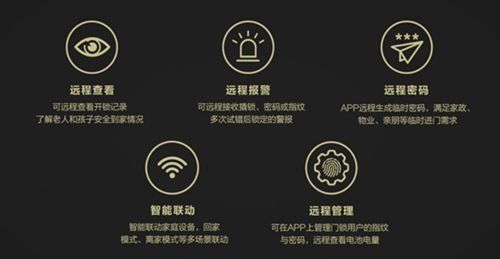 远程查看
可远程查看开锁记录
了解老人和孩子安全到家情况
远程报警
可远程接收撬锁、密码或指纹
多次试错后锁定的警报
***
远程密码
APP远程生成临时密码，满足家政、
物业、亲朋等临时进门需求
智能联动
智能联动家庭设备，回家
模式、离家模式等多场景联动
远程管理
可在APP上管理门锁用户的指纹
与密码，远程查看电池电量